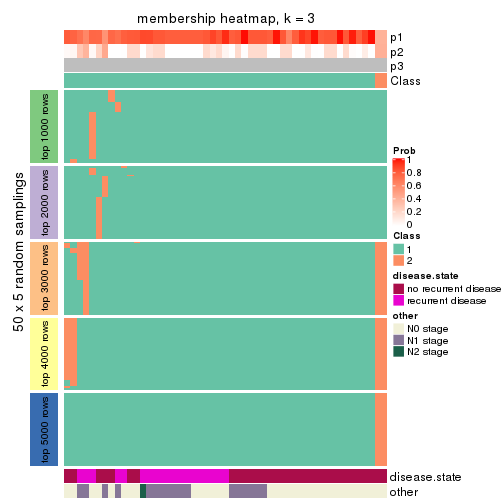 membership heatmap, k = 3
p1
p2
p3
Class
50 x 5 random samplings
top 1000 rows
top 2000 rows
top 3000 rows
top 4000 rows
top 5000 rows
Prob
1
0.8
0.6
0.4
0.2
0
Class
1
2
disease.state
no recurrent disease
recurrent disease
other
N0 stage
N1 stage
N2 stage
disease.state
other